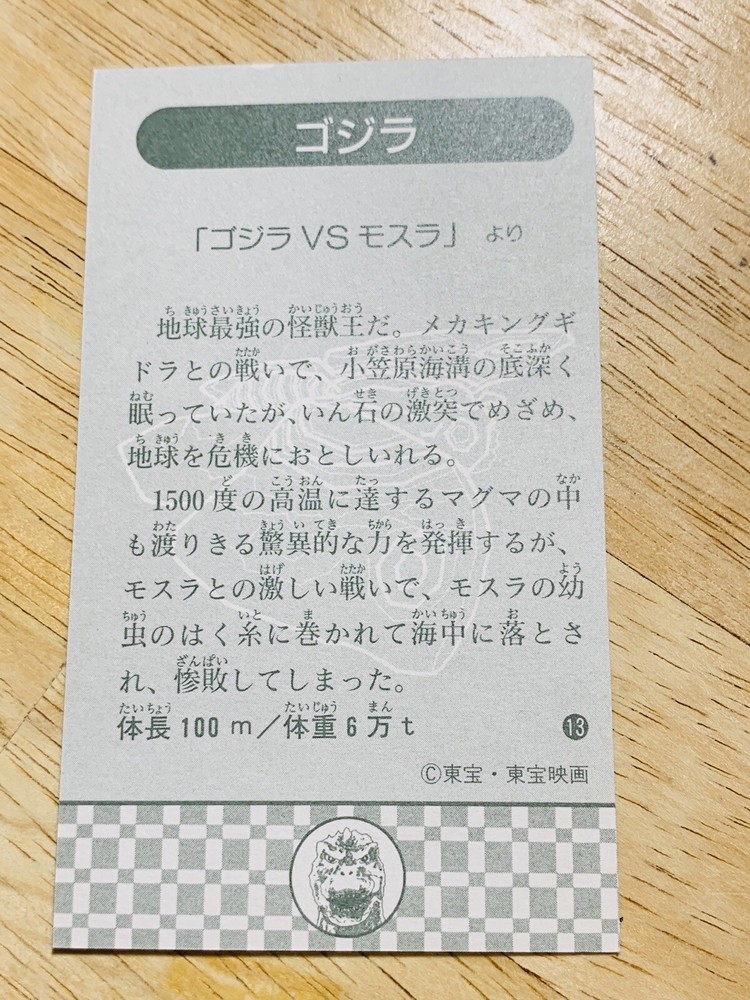 ゴジラ
「ゴジラVSモスラ」 より
地球最強の怪獣王だ。メカキングギ
ドラとの戦いで、小笠原海溝の底深く
眠っていたが、いん石の激突でめざめ、
地球を危機におとしいれる。
1500度の高温に達するマグマの中
も渡りきる驚異的な力を発揮するが、
モスラとの激しい戦いで、モスラの幼
虫のはく糸に巻かれて海中に落とさ
れ、惨敗してしまった。
体長100m／体重6万t
13
©東宝・東宝映画